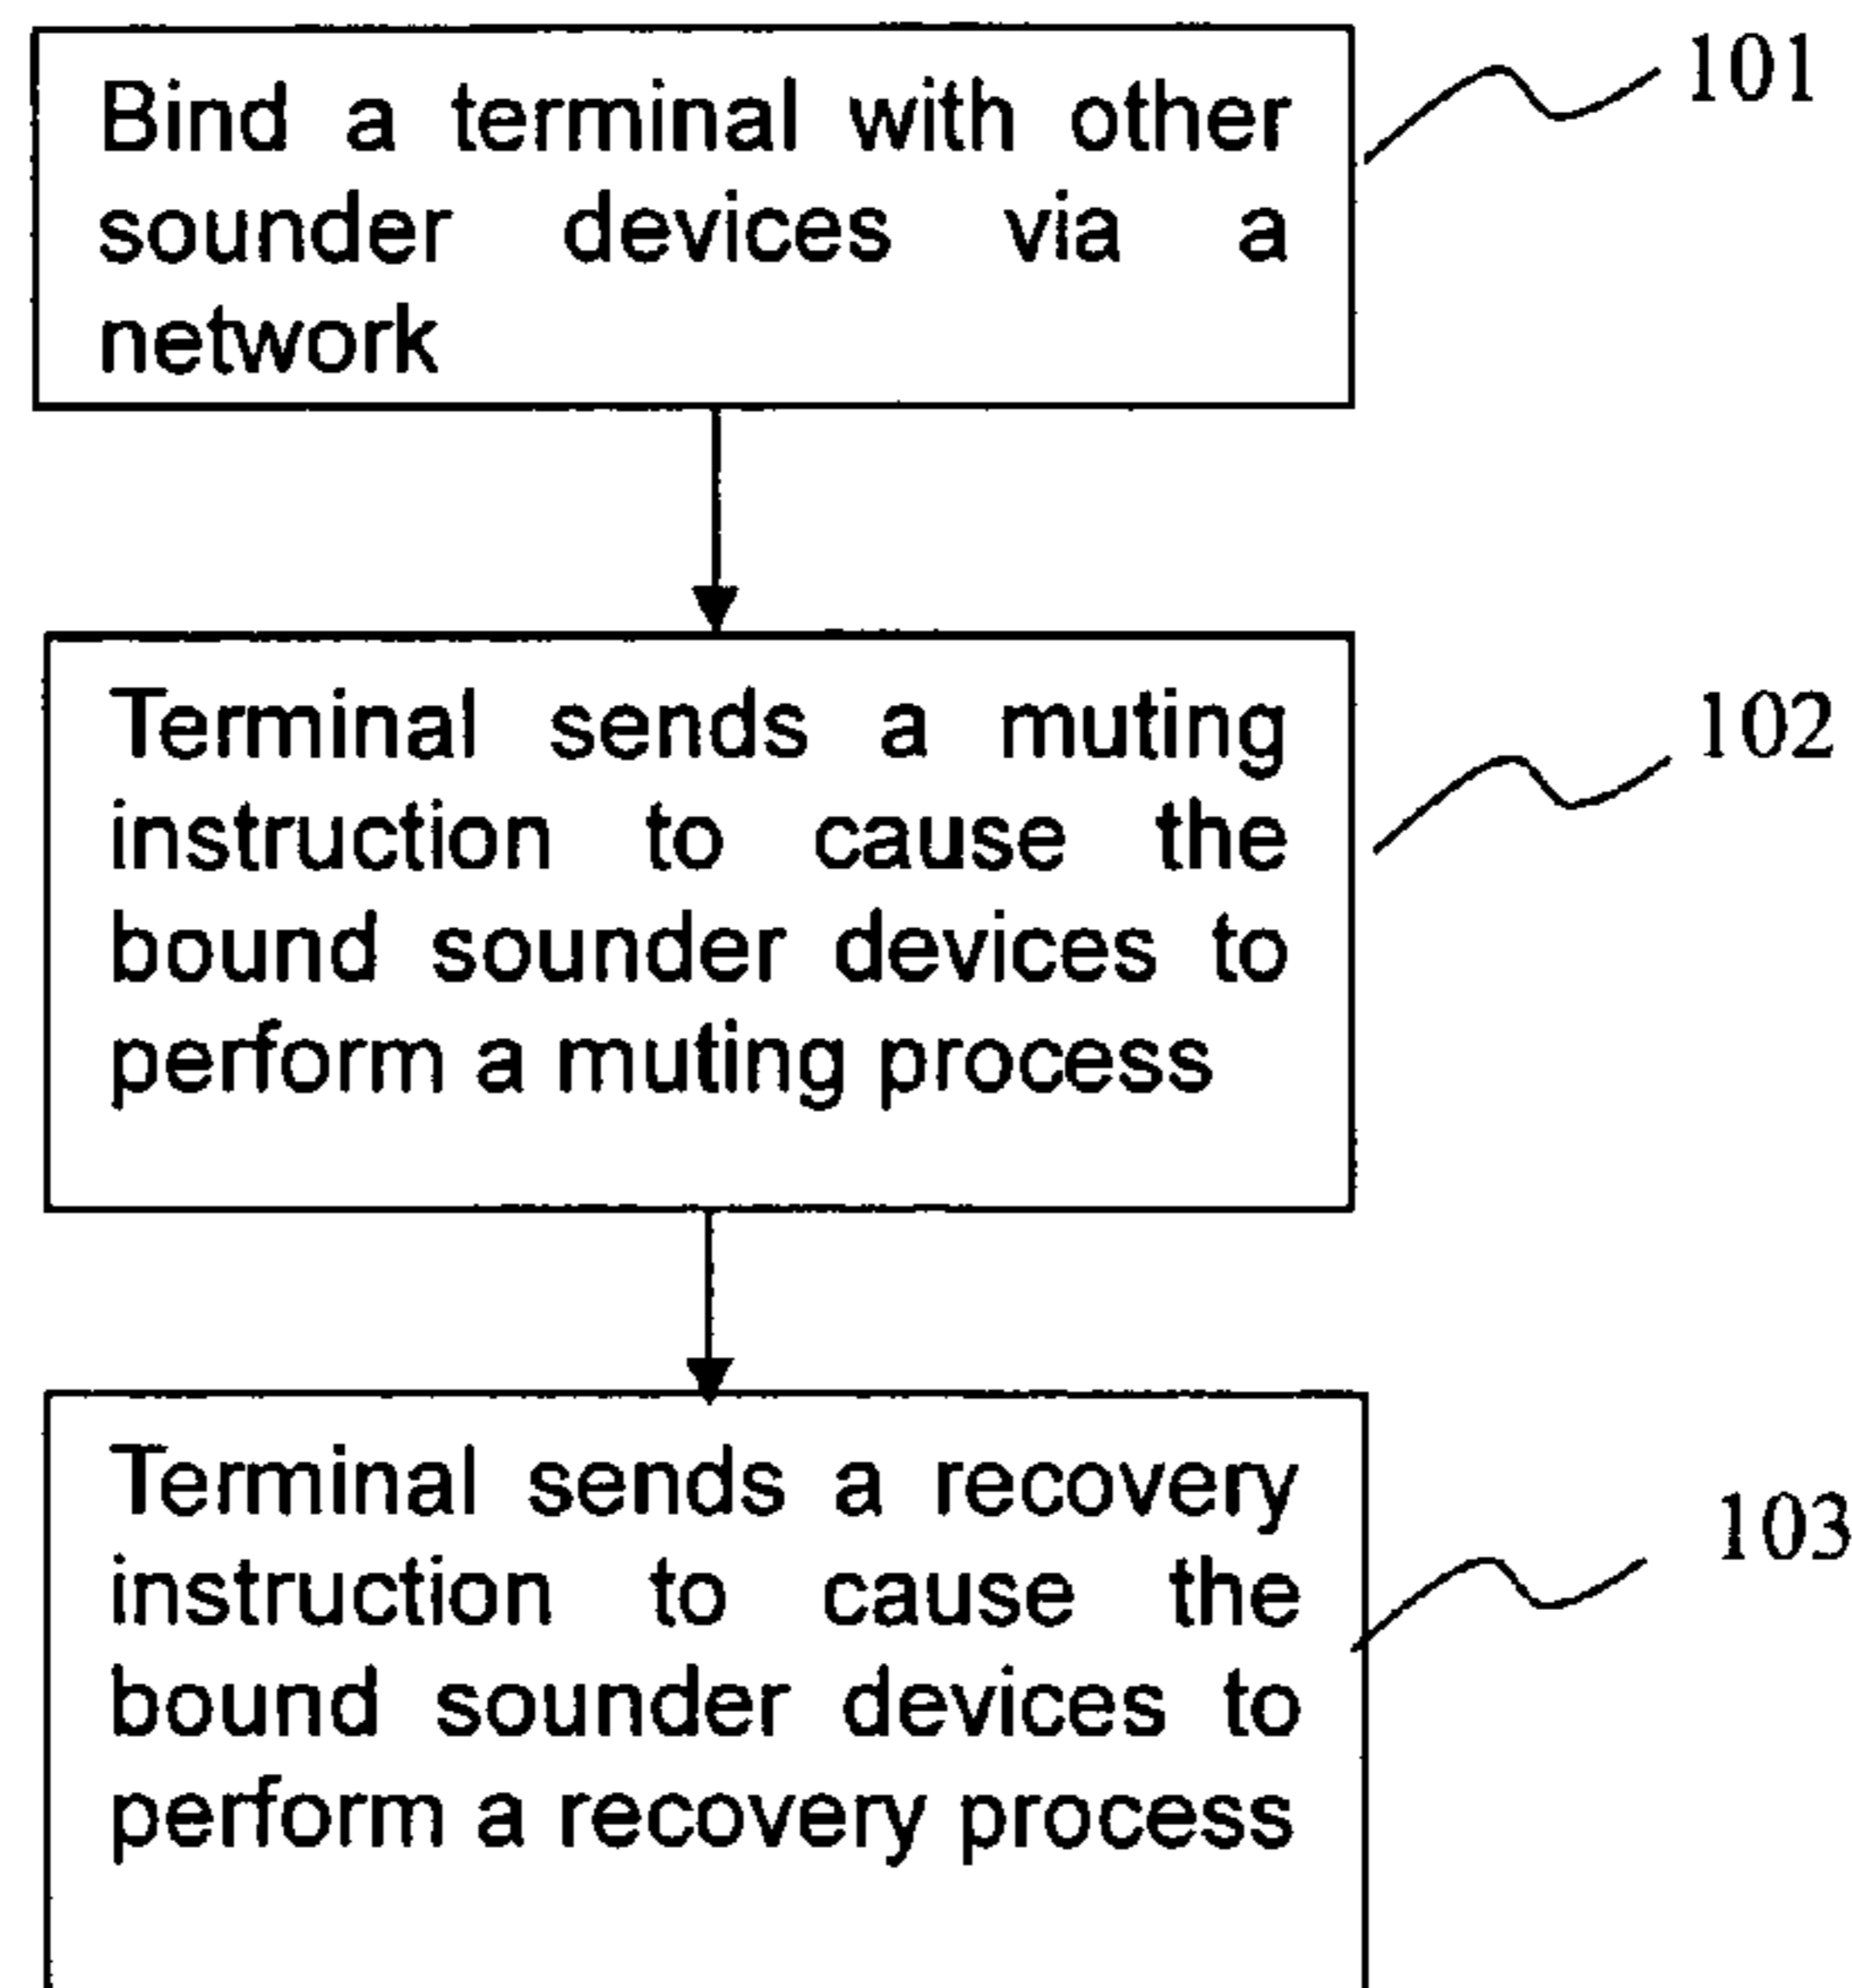 Bind a terminal with other
sounder devices via a
network
101
Terminal sends a muting
instruction to cause the
bound sounder devices to
perform a muting process
102
Terminal sends a recovery
instruction to cause the
bound sounder devices to
perform a recovery process
103